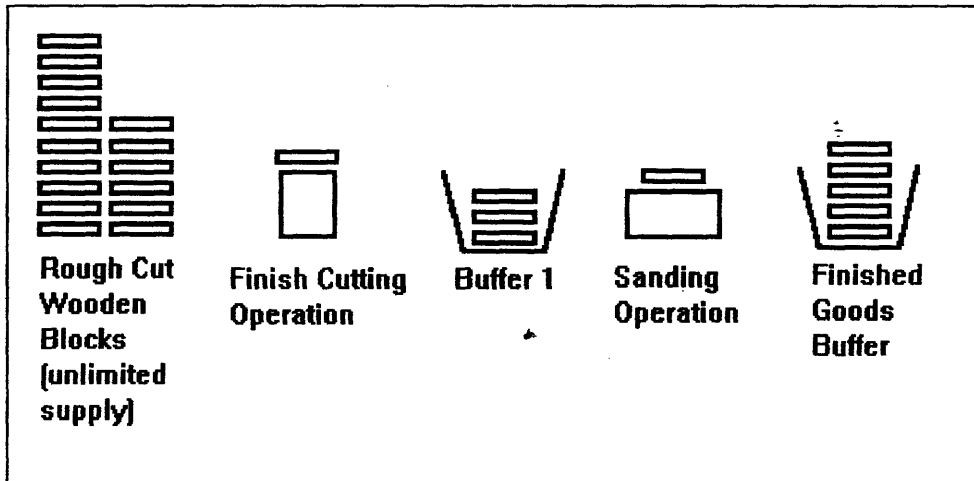 Rough Cut
Wooden
Blocks
(unlimited
supply)
Finish Cutting
Operation
Buffer 1
Sanding
Operation
Finished
Goods
Buffer